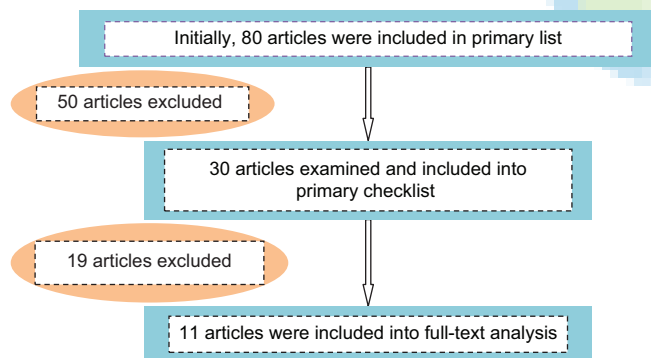 Initially, 80 articles were included in primary list
50 articles excluded
30 articles examined and included into
primary checklist
19 articles excluded
11 articles were included into full-text analysis